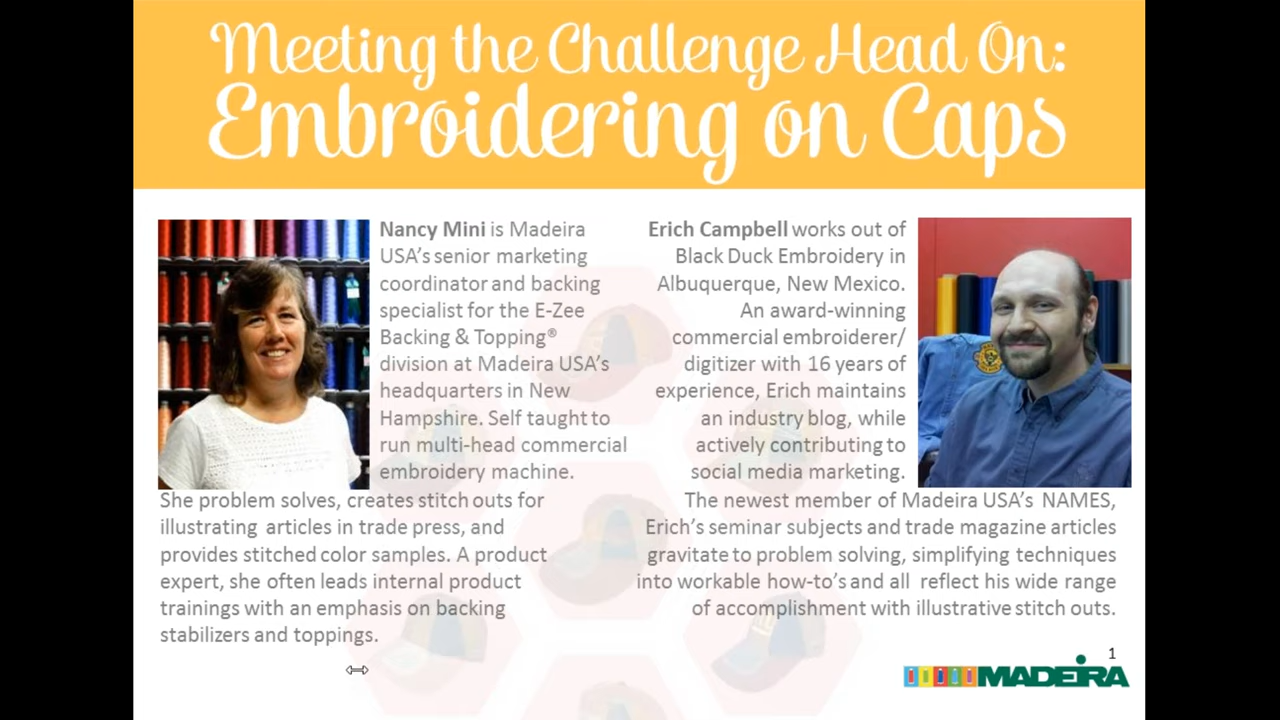 Meeting the Challenge Head On:
Embroidering on Caps
Nancy Mini is Madeira
USA's senior marketing
coordinator and backing
specialist for the E-Zee
Backing & Topping®
division at Madeira USA's
headquarters in New
Hampshire. Self taught to
run multi-head commercial
embroidery machine.
She problem solves, creates stitch outs for
illustrating articles in trade press, and
provides stitched color samples. A product
expert, she often leads internal product
trainings with an emphasis on backing
stabilizers and toppings.
Erich Campbell works out of
Black Duck Embroidery in
Albuquerque, New Mexico.
An award-winning
commercial embroiderer/
digitizer with 16 years of
experience, Erich maintains
an industry blog, while
actively contributing to
social media marketing.
The newest member of Madeira USA's NAMES,
Erich's seminar subjects and trade magazine articles
gravitate to problem solving, simplifying techniques
into workable how-to's and all reflect his wide range
of accomplishment with illustrative stitch outs.
1
MADEIRA